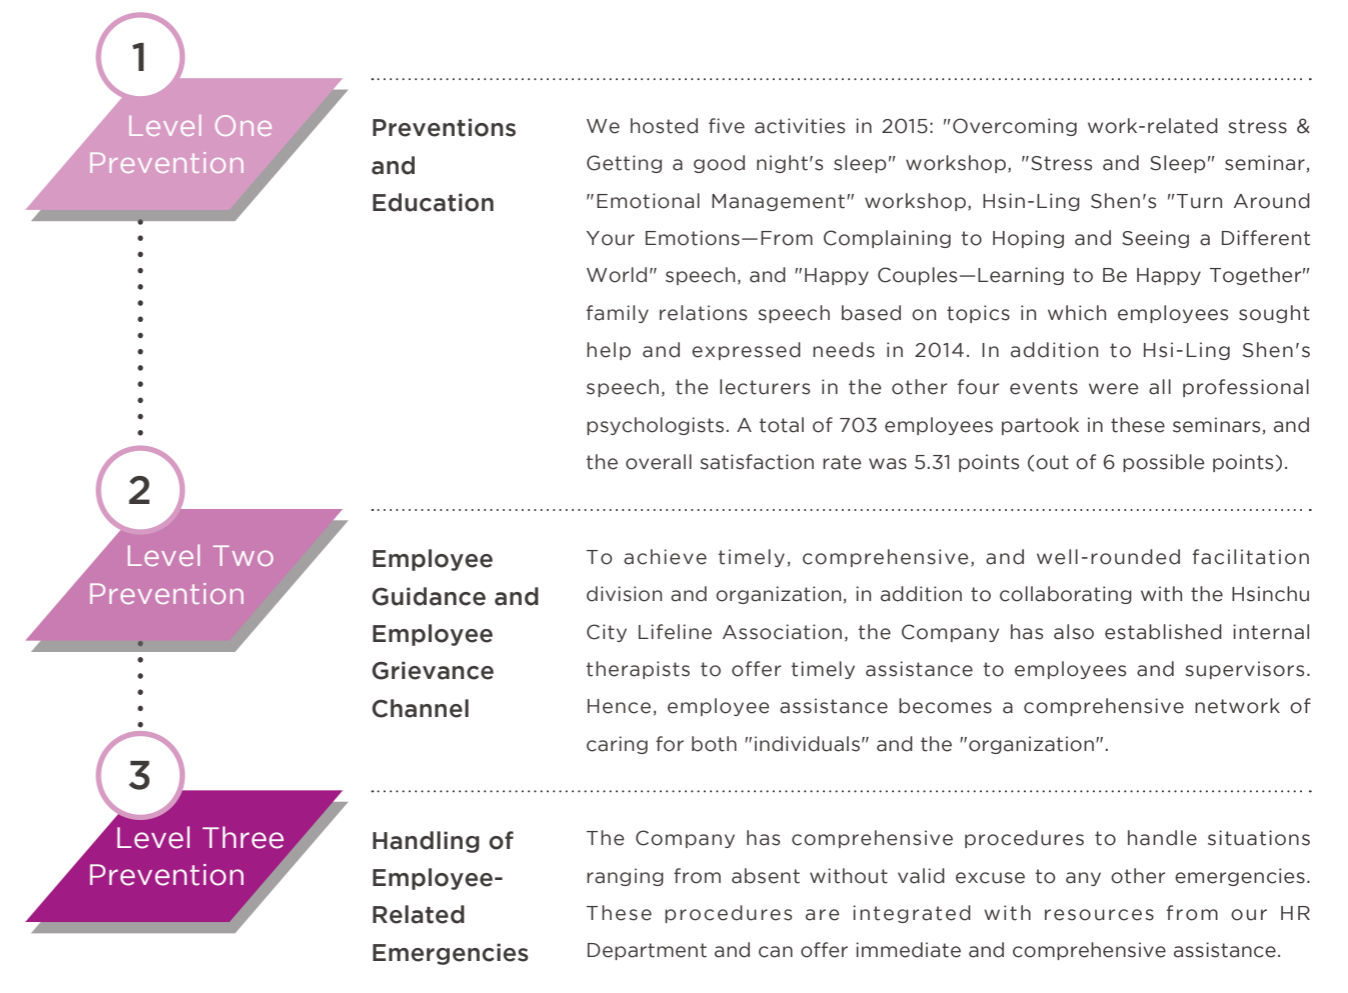 1
Level One
Prevention
Preventions
and
Education
We hosted five activities in 2015: "Overcoming work-related stress &
Getting a good night's sleep" workshop, "Stress and Sleep" seminar,
"Emotional Management" workshop, Hsin-Ling Shen's "Turn Around
Your Emotions—From Complaining to Hoping and Seeing a Different
World" speech, and "Happy Couples—Learning to Be Happy Together"
family relations speech based on topics in which employees sought
help and expressed needs in 2014. In addition to Hsi-Ling Shen's
speech, the lecturers in the other four events were all professional
psychologists. A total of 703 employees partook in these seminars, and
the overall satisfaction rate was 5.31 points (out of 6 possible points).
2
Level Two
Prevention
Employee
Guidance and
Employee
Grievance
Channel
To achieve timely, comprehensive, and well-rounded facilitation
division and organization, in addition to collaborating with the Hsinchu
City Lifeline Association, the Company has also established internal
therapists to offer timely assistance to employees and supervisors.
Hence, employee assistance becomes a comprehensive network of
caring for both "individuals" and the "organization".
3
Level Three
Prevention
Handling of
Employee-
Related
Emergencies
The Company has comprehensive procedures to handle situations
ranging from absent without valid excuse to any other emergencies.
These procedures are integrated with resources from our HR
Department and can offer immediate and comprehensive assistance.